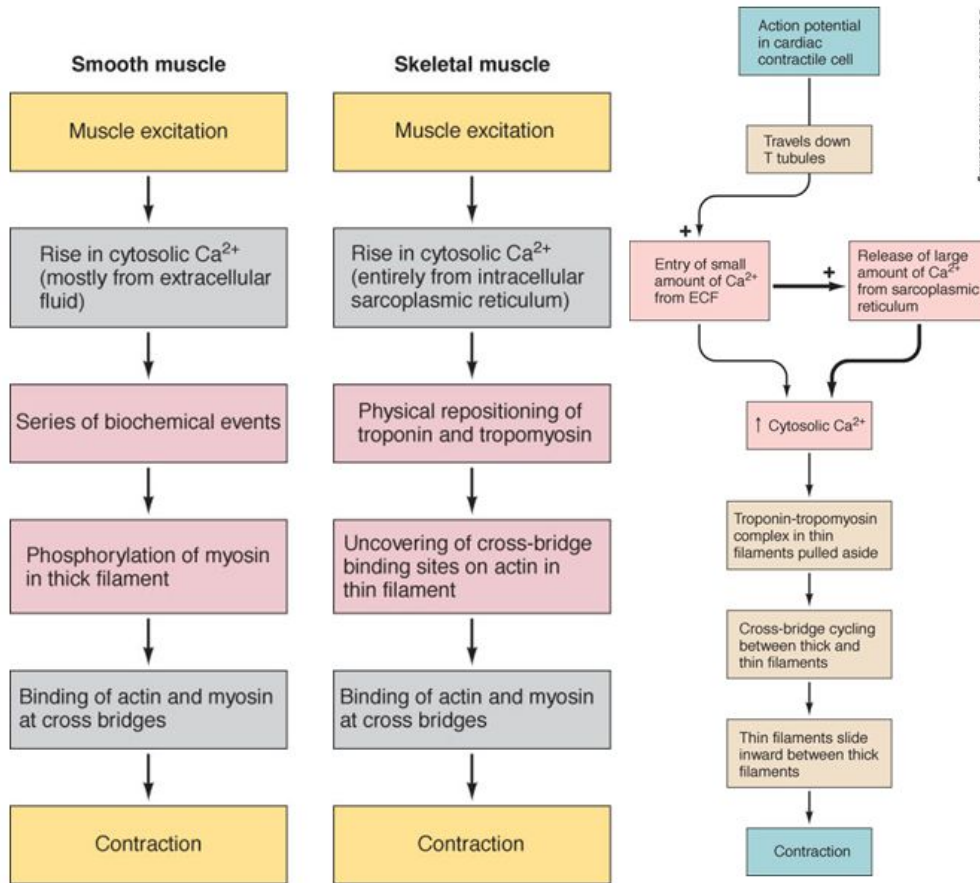 Smooth muscle
Muscle excitation
Rise in cytosolic Ca²⁺
(mostly from extracellular
fluid)
Series of biochemical events
Phosphorylation of myosin
in thick filament
Binding of actin and myosin
at cross bridges
Contraction
Skeletal muscle
Muscle excitation
Rise in cytosolic Ca²⁺
(entirely from intracellular
sarcoplasmic reticulum)
Physical repositioning of
troponin and tropomyosin
Uncovering of cross-bridge
binding sites on actin in
thin filament
Binding of actin and myosin
at cross bridges
Contraction
Action potential
in cardiac
contractile cell
Travels down
T tubules
+
Entry of small
amount of Ca²⁺
from ECF
+
Release of large
amount of Ca²⁺
from sarcoplasmic
reticulum
↑ Cytosolic Ca²⁺
Troponin-tropomyosin
complex in thin
filaments pulled aside
Cross-bridge cycling
between thick and
thin filaments
Thin filaments slide
inward between thick
filaments
Contraction